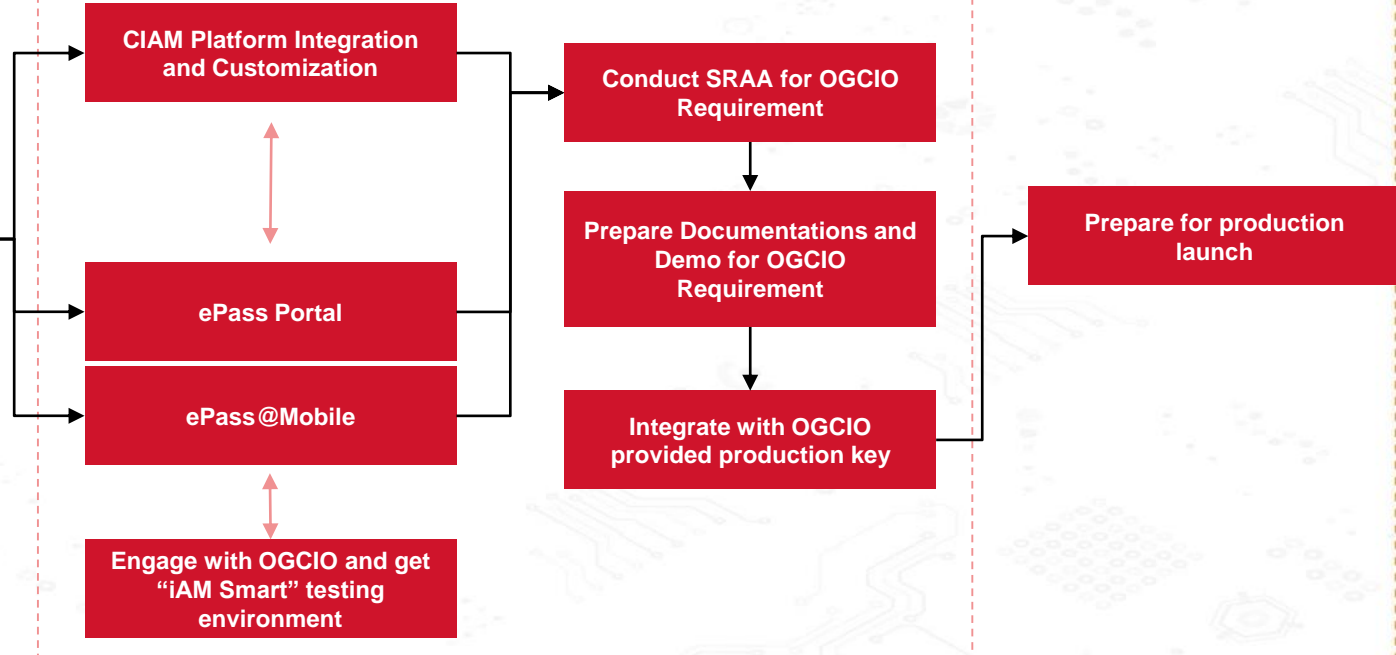 CIAM Platform Integration
and Customization
ePass Portal
ePass@Mobile
Engage with OGCIO and get
“iAM Smart” testing
environment
Conduct SRAA for OGCIO
Requirement
Prepare Documentations and
Demo for OGCIO
Requirement
Integrate with OGCIO
provided production key
Prepare for production
launch